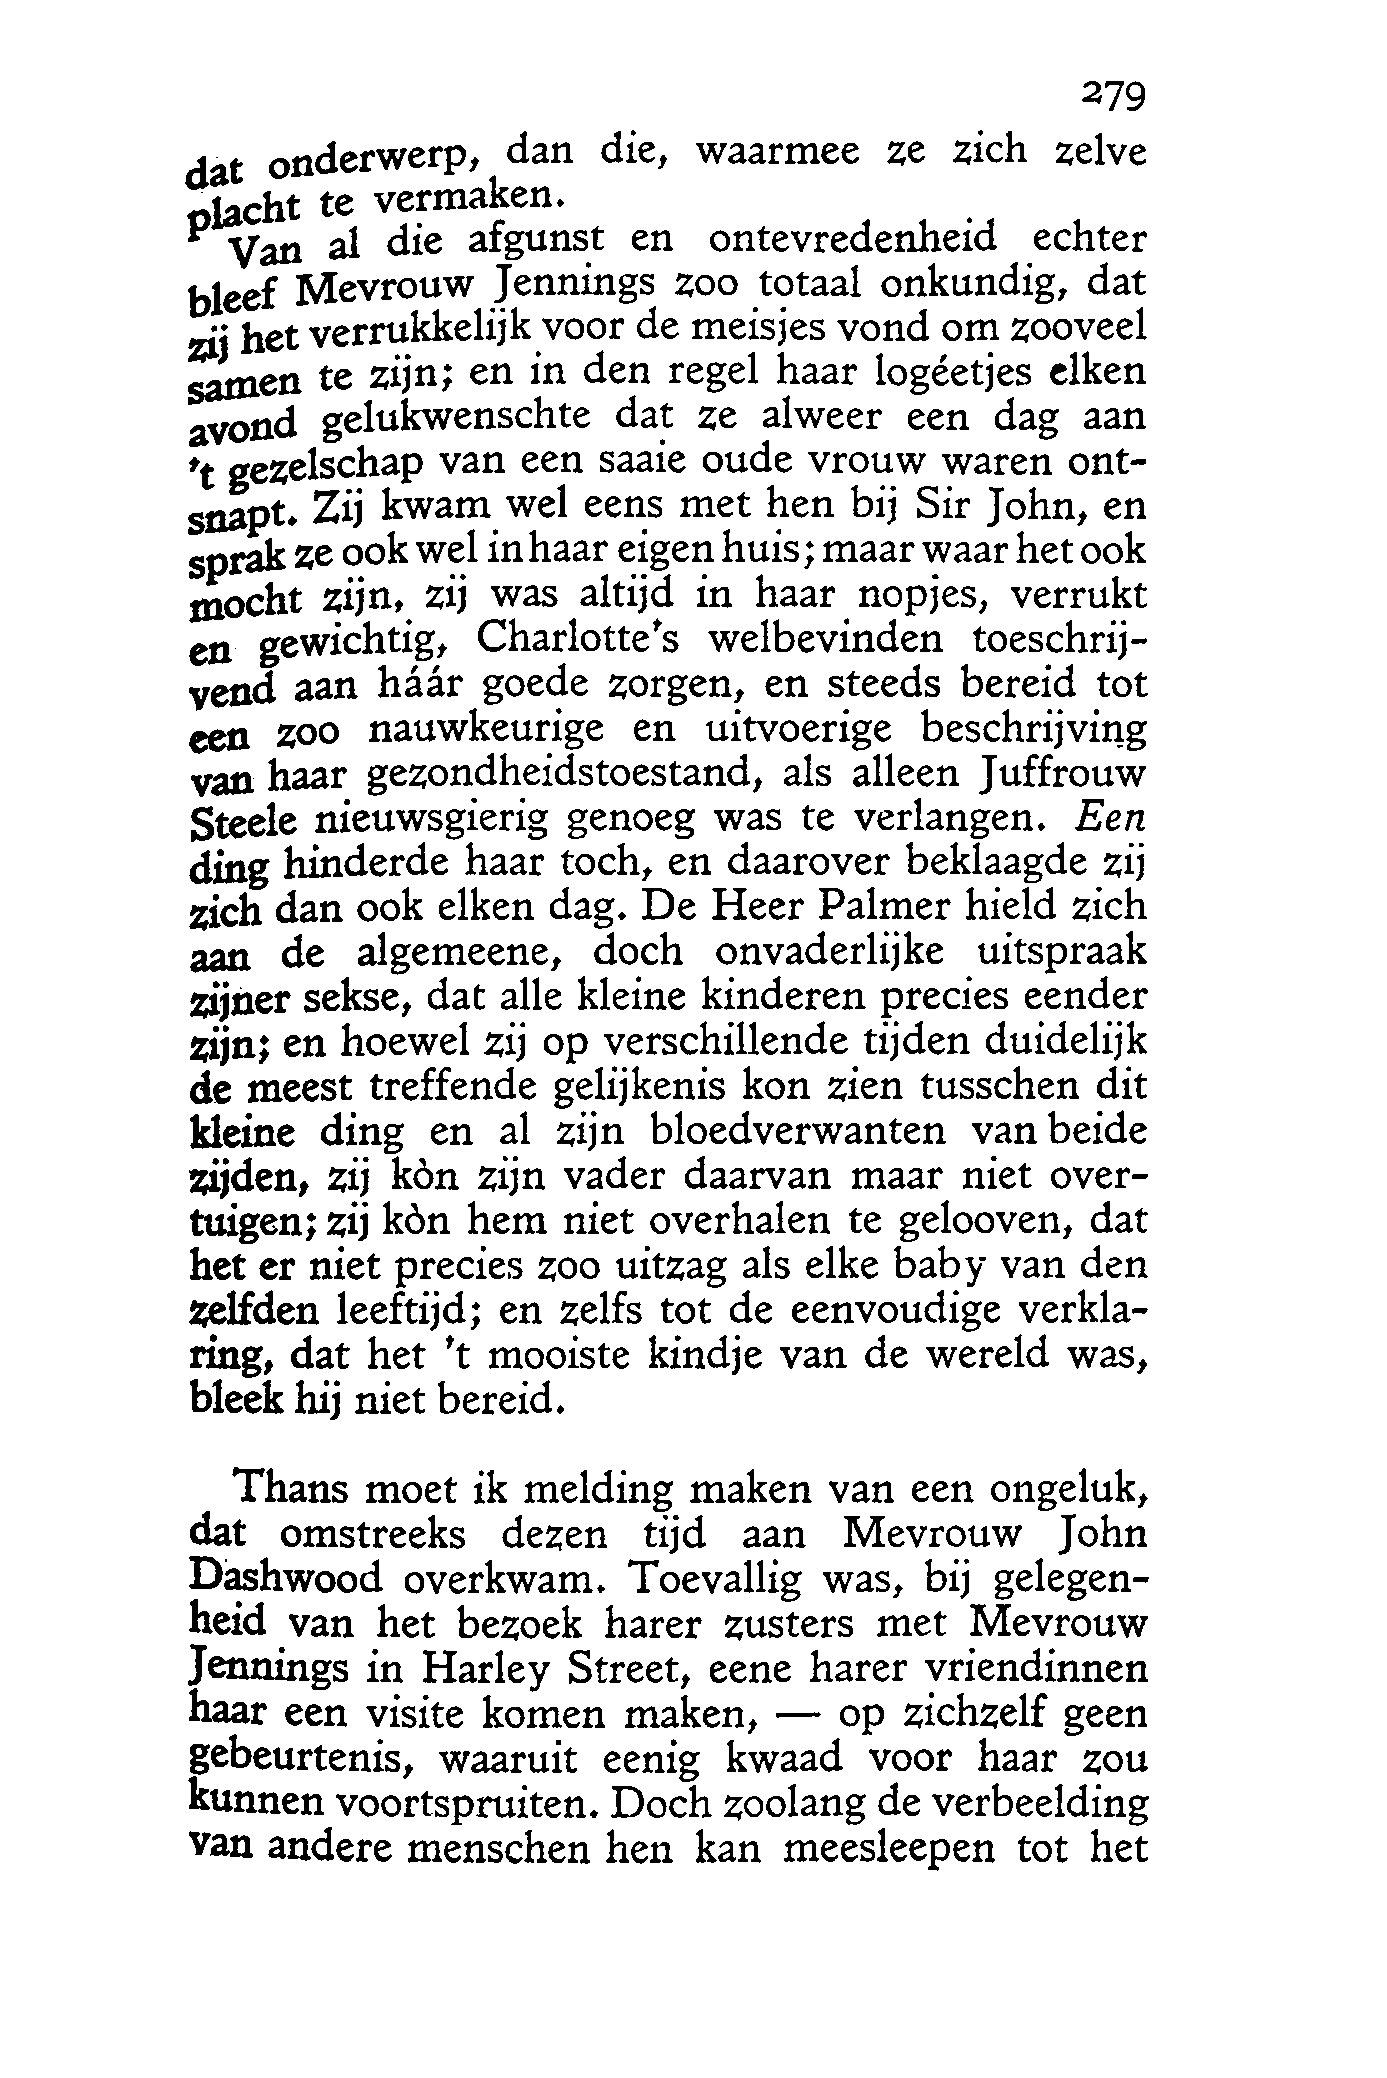 279
dat onderwerp, dan die, waarmee ze zich zelve
placht te vermaken.
Van al die afgunst en ontevredenheid echter
bleef Mevrouw Jennings zoo totaal onkundig, dat
zij het verrukkelijk voor de meisjes vond om zooveel
samen te zijn; en in den regel haar logéetjes elken
avond gelukwenschte dat ze alweer een dag aan
't gezelschap van een saaie oude vrouw waren ont-
snapt. Zij kwam wel eens met hen bij Sir John, en
sprak ze ook wel in haar eigen huis; maar waar het ook
mocht zijn, zij was altijd in haar nopjes, verrukt
en gewichtig, Charlotte's welbevinden toeschrij-
vend aan háár goede zorgen, en steeds bereid tot
een zoo nauwkeurige en uitvoerige beschrijving
van haar gezondheidstoestand, als alleen Juffrouw
Steele nieuwsgierig genoeg was te verlangen. Een
ding hinderde haar toch, en daarover beklaagde zij
zich dan ook elken dag. De Heer Palmer hield zich
aan de algemeene, doch onvaderlijke uitspraak
zijner sekse, dat alle kleine kinderen precies eender
zijn; en hoewel zij op verschillende tijden duidelijk
de meest treffende gelijkenis kon zien tusschen dit
kleine ding en al zijn bloedverwanten van beide
zijden, zij kòn zijn vader daarvan maar niet over-
tuigen; zij kòn hem niet overhalen te gelooven, dat
het er niet precies zoo uitzag als elke baby van den
zelfden leeftijd; en zelfs tot de eenvoudige verkla-
ring, dat het 't mooiste kindje van de wereld was,
bleek hij niet bereid.
Thans moet ik melding maken van een ongeluk,
dat omstreeks dezen tijd aan Mevrouw John
Dashwood overkwam. Toevallig was, bij gelegen-
heid van het bezoek harer zusters met Mevrouw
Jennings in Harley Street, eene harer vriendinnen
haar een visite komen maken, — op zichzelf geen
gebeurtenis, waaruit eenig kwaad voor haar zou
kunnen voortspruiten. Doch zoolang de verbeelding
van andere menschen hen kan meesleepen tot het